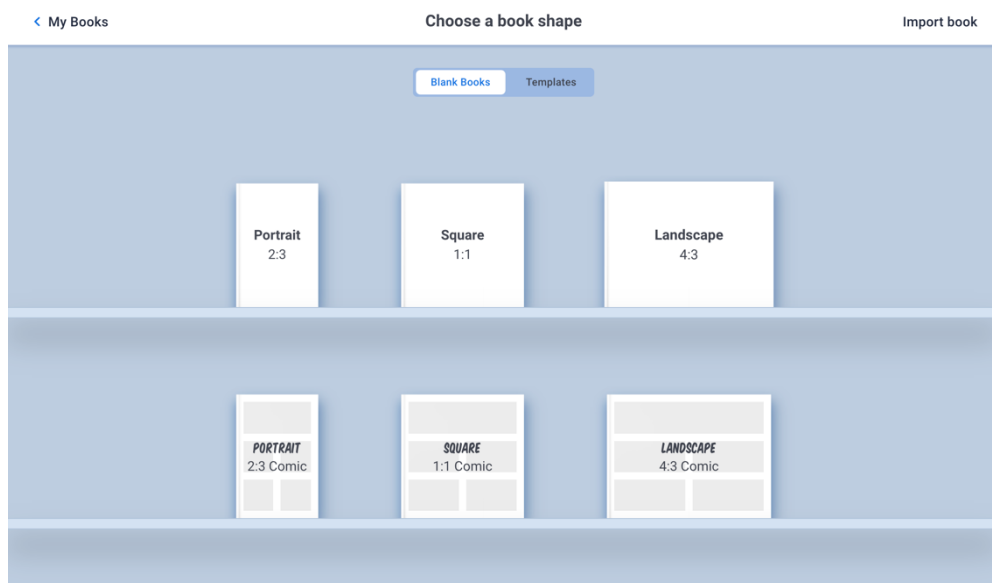 My Books
Choose a book shape
Import book
Blank Books
Templates
Portrait
2:3
Square
1:1
Landscape
4:3
PORTRAIT
2:3 Comic
SQUARE
1:1 Comic
LANDSCAPE
4:3 Comic